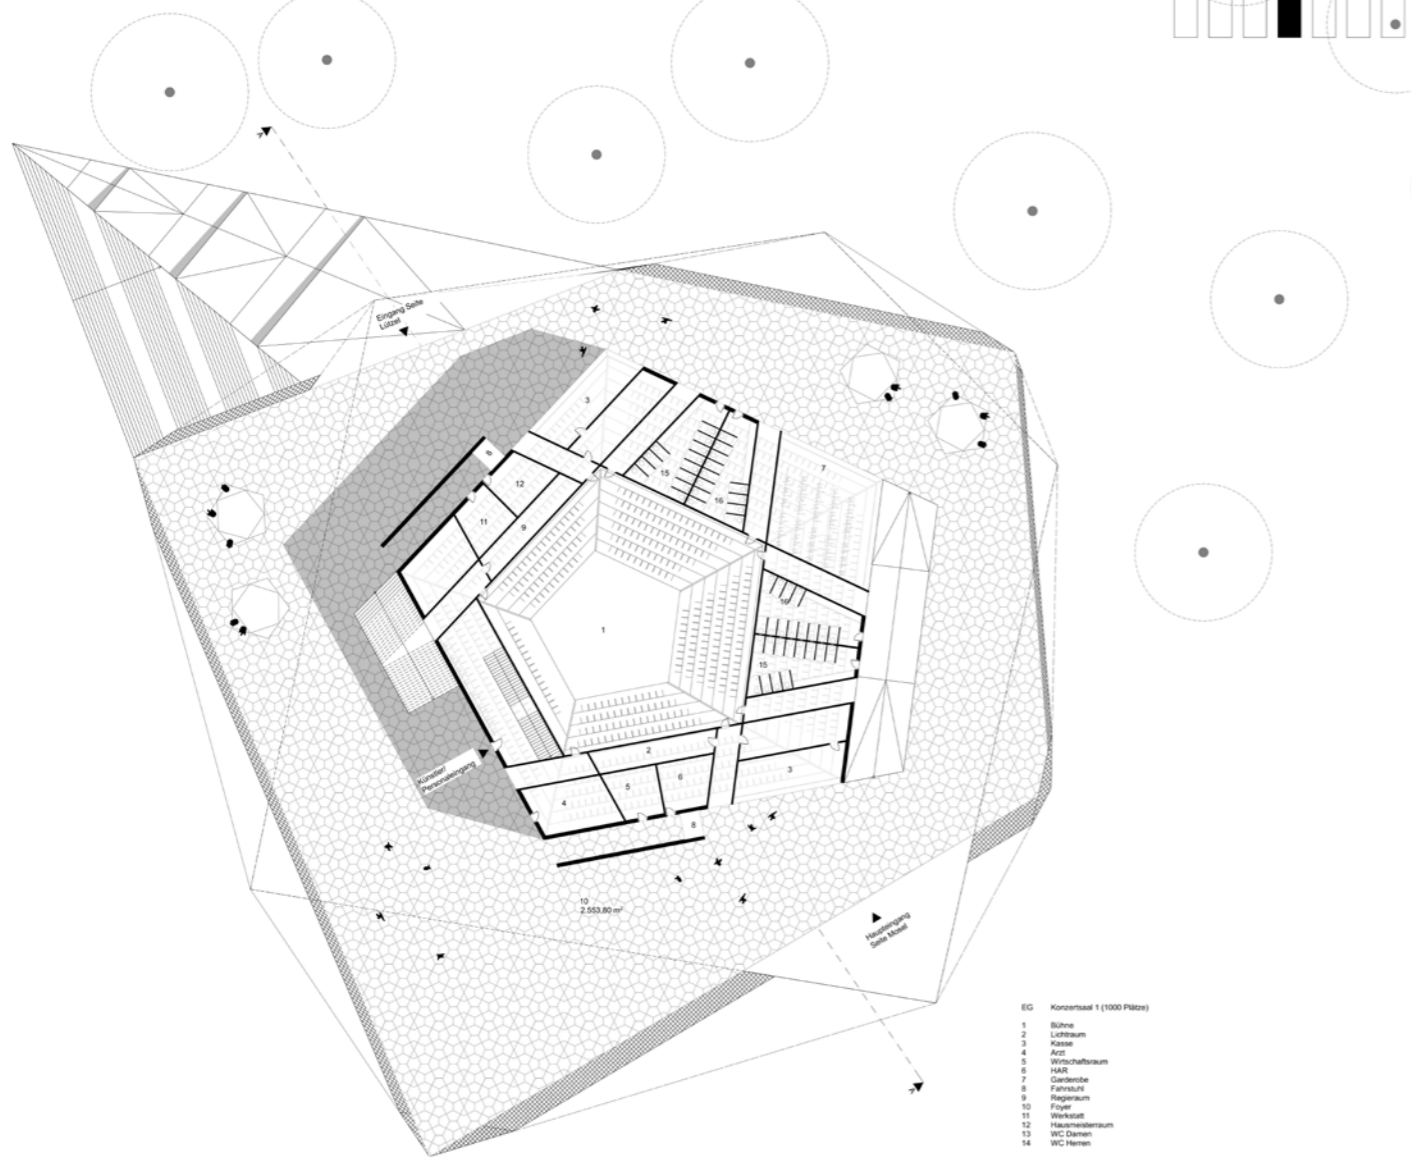 A
Eingang Seite
Lützel
3
7
8
15
16
12
11
9
16
1
15
2
3
6
5
4
Künstler/
Personaleingang
8
10
2.553,80 m²
Haupteingang
Seite Mosel
A
EG Konzertsaal 1 (1000 Plätze)
1 Bühne
2 Lichtraum
3 Kasse
4 Arzt
5 Wirtschaftsraum
6 HAR
7 Garderobe
8 Fahrstuhl
9 Regieraum
10 Foyer
11 Werkstatt
12 Hausmeisterraum
13 WC Damen
14 WC Herren